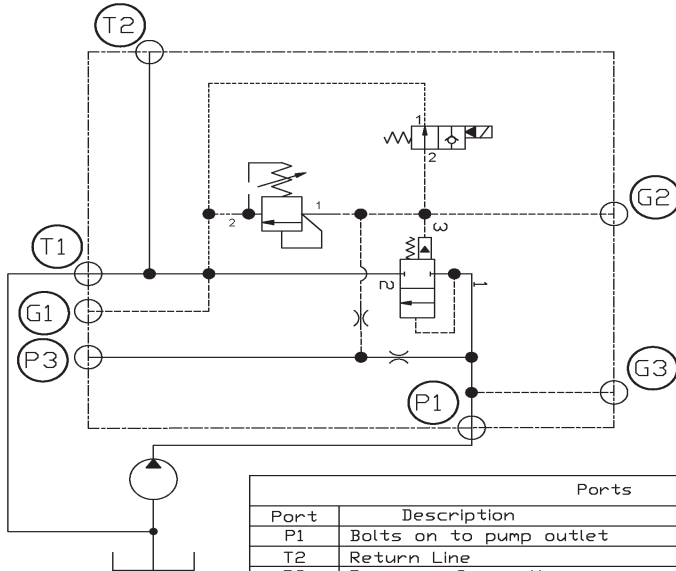 T2
1
2
1
2
G2
3
T1
2
1
G1
P3
G3
P1
Ports
Port Description
P1 Bolts on to pump outlet
T2 Return Line